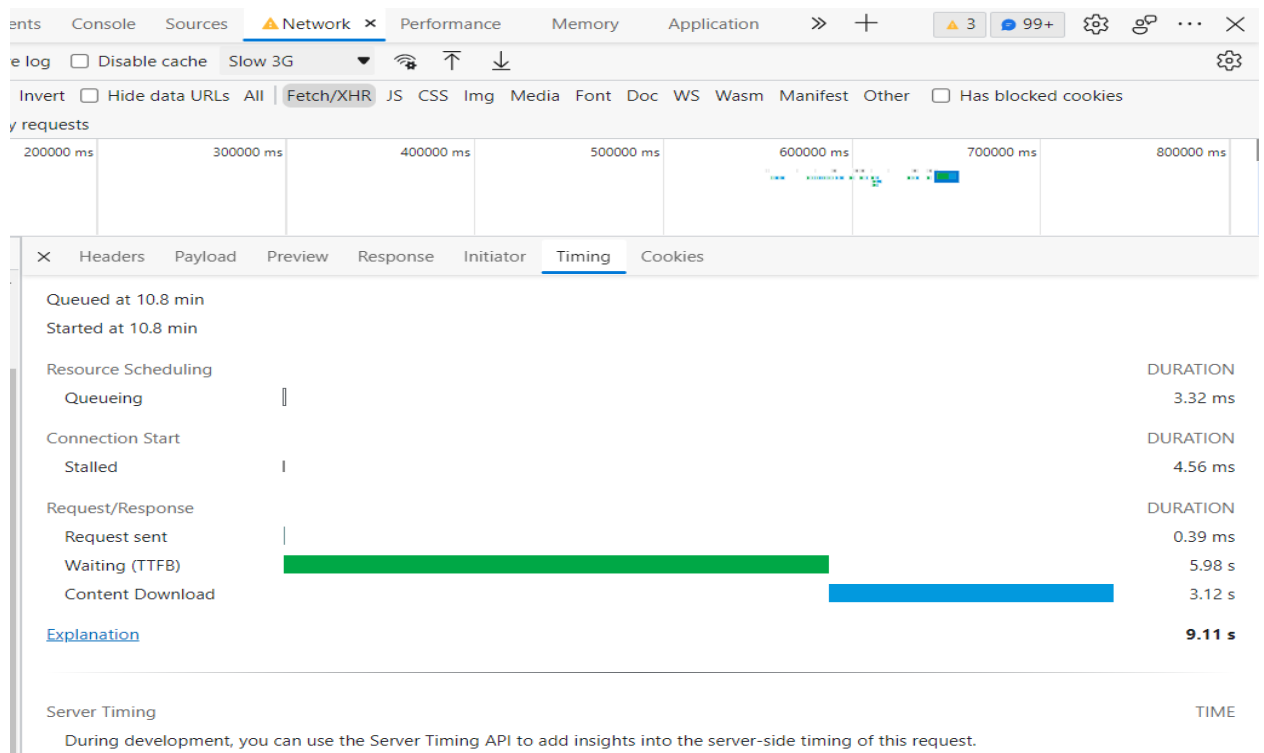 ents Console Sources Network × Performance Memory Application » + 3 99+ ...
e log Disable cache Slow 3G
Invert Hide data URLs All Fetch/XHR JS CSS Img Media Font Doc WS Wasm Manifest Other Has blocked cookies
y requests
200000 ms 300000 ms 400000 ms 500000 ms 600000 ms 700000 ms 800000 ms
Headers Payload Preview Response Initiator Timing Cookies
Queued at 10.8 min
Started at 10.8 min
Resource Scheduling DURATION
Queueing 3.32 ms
Connection Start DURATION
Stalled 4.56 ms
Request/Response DURATION
Request sent 0.39 ms
Waiting (TTFB) 5.98 s
Content Download 3.12 s
Explanation 9.11 s
Server Timing TIME
During development, you can use the Server Timing API to add insights into the server-side timing of this request.